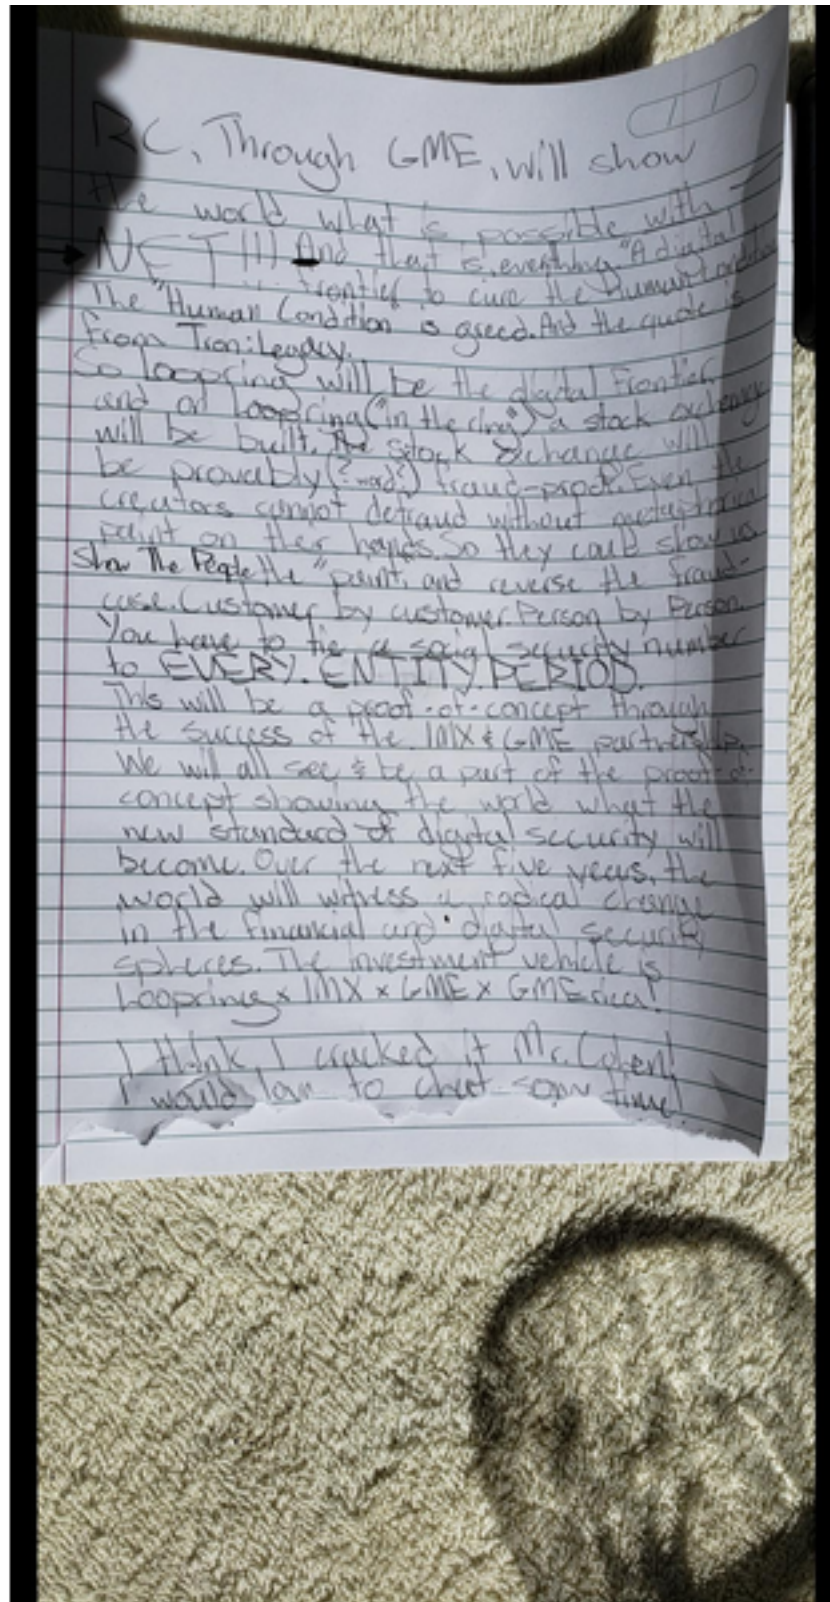 RC, Through GME, will show
the world what is possible with
NFT!!! And that is, everything. "A digital
frontier to cure the human condition
The "Human Condition" is greed. And the quote is
from Tron: Legacy.
So loopring will be the digital frontier,
and on loopring ("in the ring") a stock exchange
will be built. The stock exchange will
be provably (? word?) fraud-proof. Even the
creators cannot defraud without metaphorical
paint on their hands. So they could show us
Show The People the "paint", and reverse the fraud-
case. Customer by customer. Person by Person.
You have to tie a social security number
to EVERY. ENTITY. PERIOD.
This will be a proof-of-concept through
the success of the IMX & GME partnership.
We will all see & be a part of the proof-of-
concept showing the world what the
new standard of digital security will
become. Over the next five years, the
world will witness a radical change
in the financial and digital security
spheres. The investment vehicle is
Loopring x IMX x GME x GMErica!
I think I cracked it Mr. Cohen!
I would to chat some time!